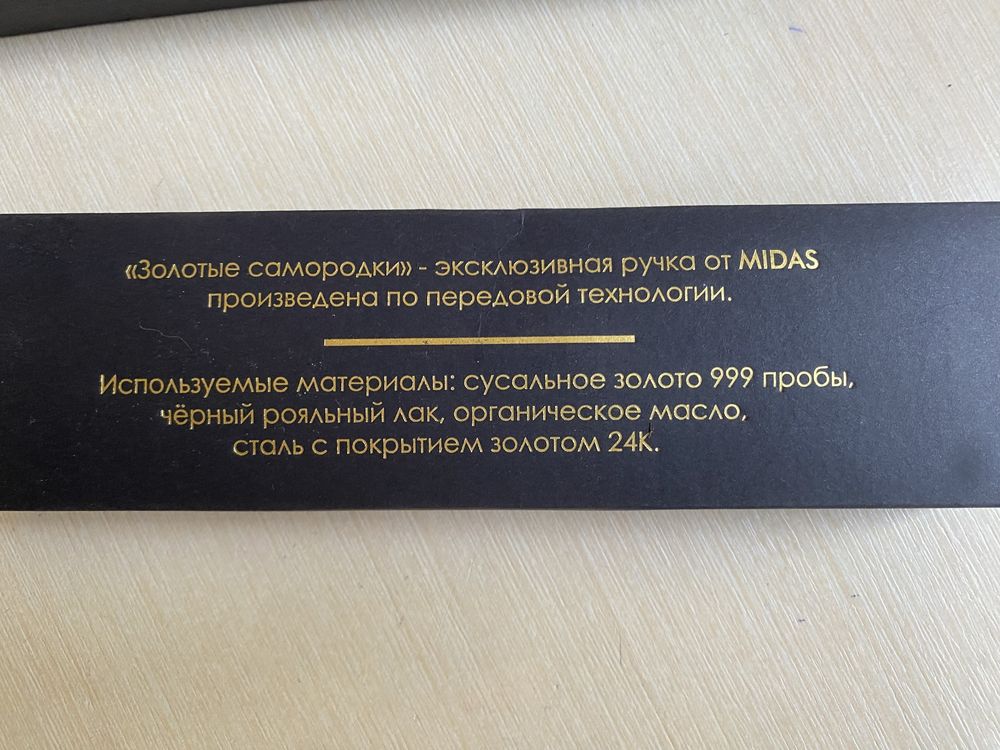 «Золотые самородки» - эксклюзивная ручка от MIDAS
произведена по передовой технологии.
Используемые материалы: сусальное золото 999 пробы,
чёрный рояльный лак, органическое масло,
сталь с покрытием золотом 24К.